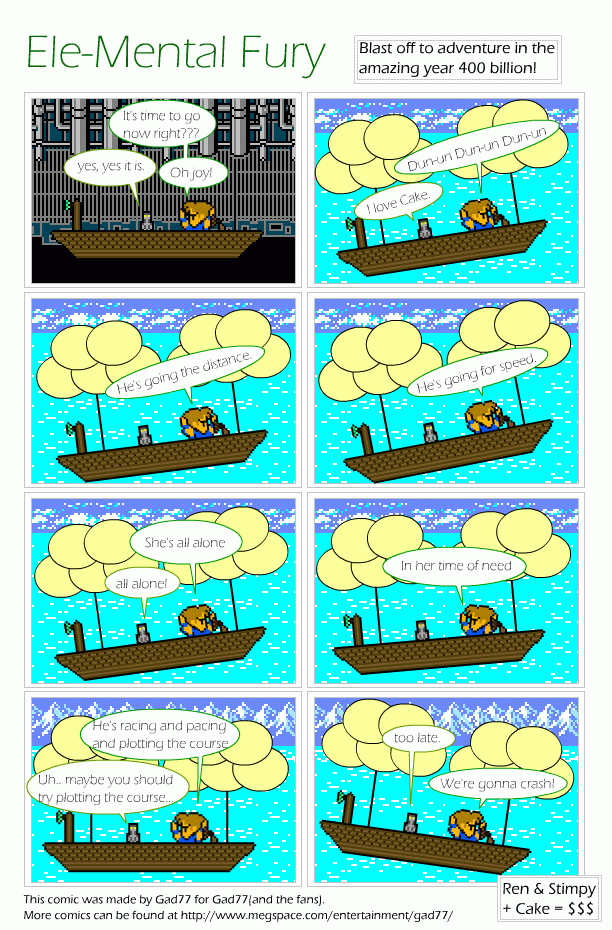 Ele-Mental Fury
Blast off to adventure in the
amazing year 400 billion!
It's time to go
now right???
yes, yes it is.
Oh joy!
Dun-un Dun-un Dun-un
I love Cake.
He's going the distance.
He's going for speed.
She's all alone
all alone!
In her time of need
He's racing and pacing
and plotting the course
Uh.. maybe you should
try plotting the course...
too late.
We're gonna crash!
This comic was made by Gad77 for Gad77(and the fans).
More comics can be found at http://www.megspace.com/entertainment/gad77/
Ren & Stimpy
+ Cake = $$$